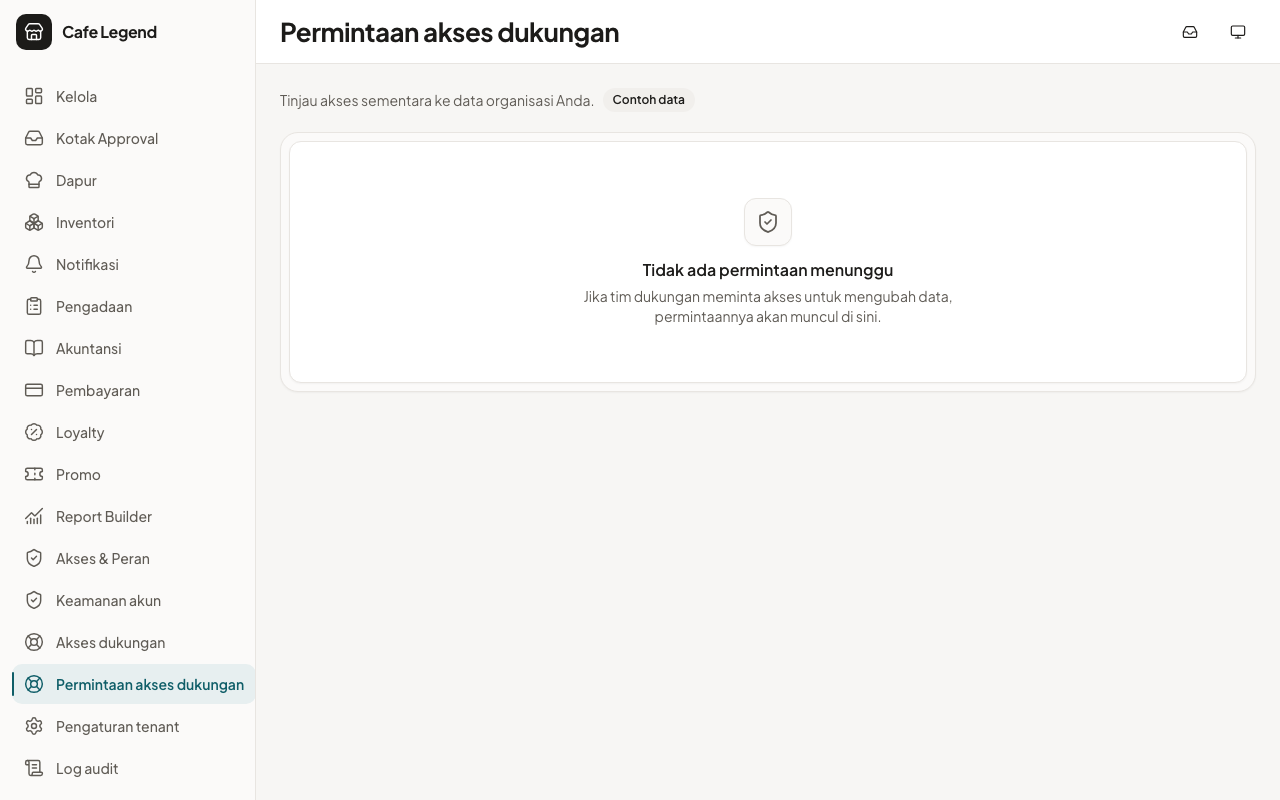 Cafe Legend
Kelola
Kotak Approval
Dapur
Inventori
Notifikasi
Pengadaan
Akuntansi
Pembayaran
Loyalty
Promo
Report Builder
Akses & Peran
Keamanan akun
Akses dukungan
Permintaan akses dukungan
Pengaturan tenant
Log audit
Permintaan akses dukungan
Tinjau akses sementara ke data organisasi Anda.
Contoh data
Tidak ada permintaan menunggu
Jika tim dukungan meminta akses untuk mengubah data,
permintaannya akan muncul di sini.